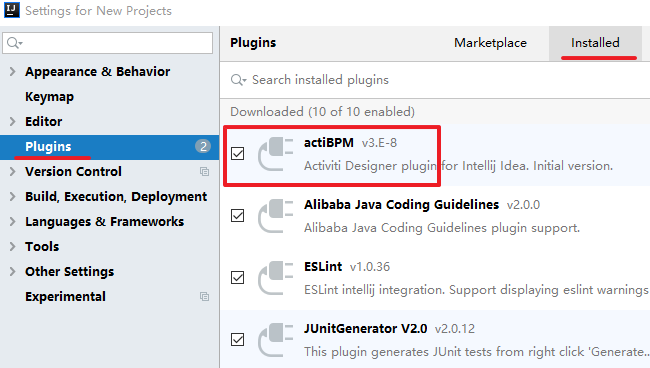 IJ
Settings for New Projects
Plugins
Marketplace
Installed
Search installed plugins
Appearance & Behavior
Keymap
Editor
Plugins
2
Version Control
Build, Execution, Deployment
Languages & Frameworks
Tools
Other Settings
Experimental
Downloaded (10 of 10 enabled)
actiBPM v3.E-8
Activiti Designer plugin for Intellij Idea. Initial version.
Alibaba Java Coding Guidelines v2.0.0
Alibaba Java Coding Guidelines plugin support.
ESLint v1.0.36
ESLint intellij integration. Support displaying eslint warnings
JUnitGenerator V2.0 v2.0.12
This plugin generates JUnit tests from right click 'Generate...